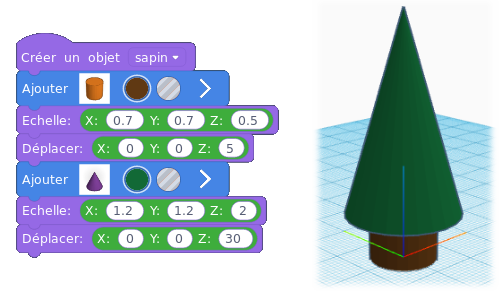 Créer un objet sapin
Ajouter
Echelle: X: 0.7 Y: 0.7 Z: 0.5
Déplacer: X: 0 Y: 0 Z: 5
Ajouter
Echelle: X: 1.2 Y: 1.2 Z: 2
Déplacer: X: 0 Y: 0 Z: 30